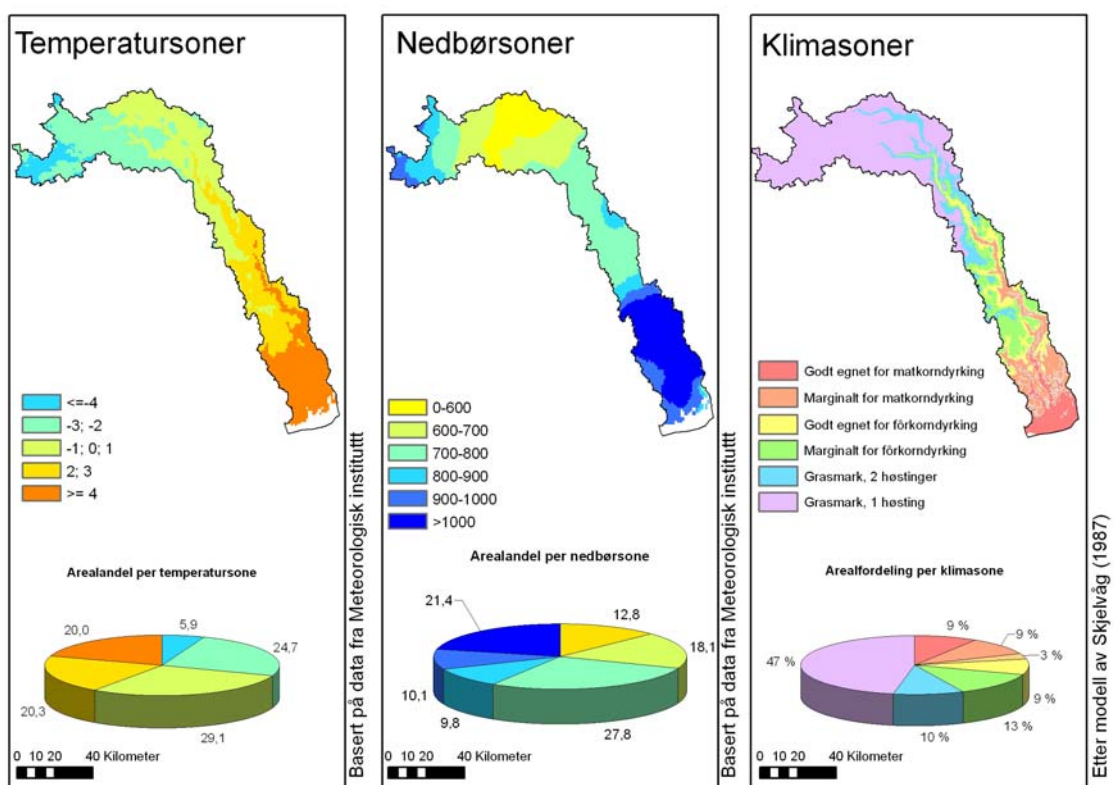 Temperatursoner
<=-4
-3; -2
-1; 0; 1
2; 3
>= 4
Arealandel per temperatursone
5,9
24,7
29,1
20,3
20,0
0 10 20 40 Kilometer
Basert på data fra Meteorologisk instituttt
Nedbørsoner
0-600
600-700
700-800
800-900
900-1000
>1000
Arealandel per nedbørsone
12,8
18,1
27,8
9,8
10,1
21,4
0 10 20 40 Kilometer
Basert på data fra Meteorologisk instituttt
Klimasoner
Godt egnet for matkorndyrking
Marginalt for matkorndyrking
Godt egnet for fôrkorndyrking
Marginalt for fôrkorndyrking
Grasmark, 2 høstinger
Grasmark, 1 høsting
Arealfordeling per klimasone
9 %
9 %
3 %
9 %
13 %
10 %
47 %
0 10 20 40 Kilometer
Etter modell av Skjelvåg (1987)